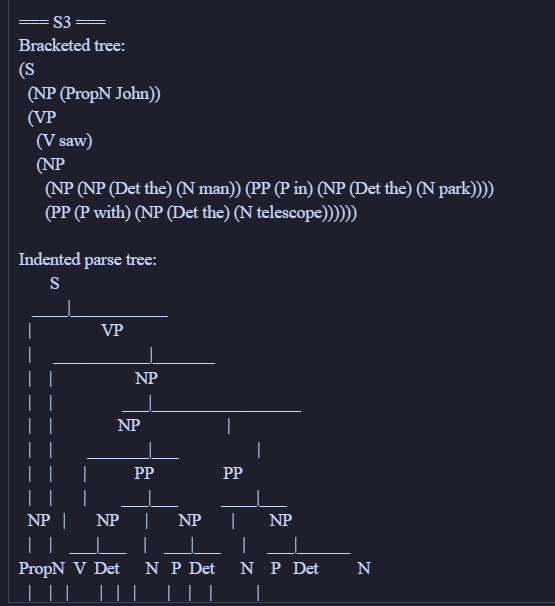 === S3 ===
Bracketed tree:
(S
  (NP (PropN John))
  (VP
    (V saw)
    (NP
      (NP (NP (Det the) (N man)) (PP (P in) (NP (Det the) (N park))))
      (PP (P with) (NP (Det the) (N telescope))))))

Indented parse tree:
        S
   ____|____________
  |            VP
  |    ___________|_______
  |   |                NP
  |   |            ___|__________________
  |   |            NP                |
  |   |     ________|___                |
  |   |     |        PP            PP
  |   |     |      ___|___        ____|___
 NP  |      NP     |     NP      |      NP
  |   |   ___|___   |   ___|___    |   ___|______
PropN  V  Det     N  P  Det     N   P   Det        N
  |   |  |     |  |  |     |  |  |       |